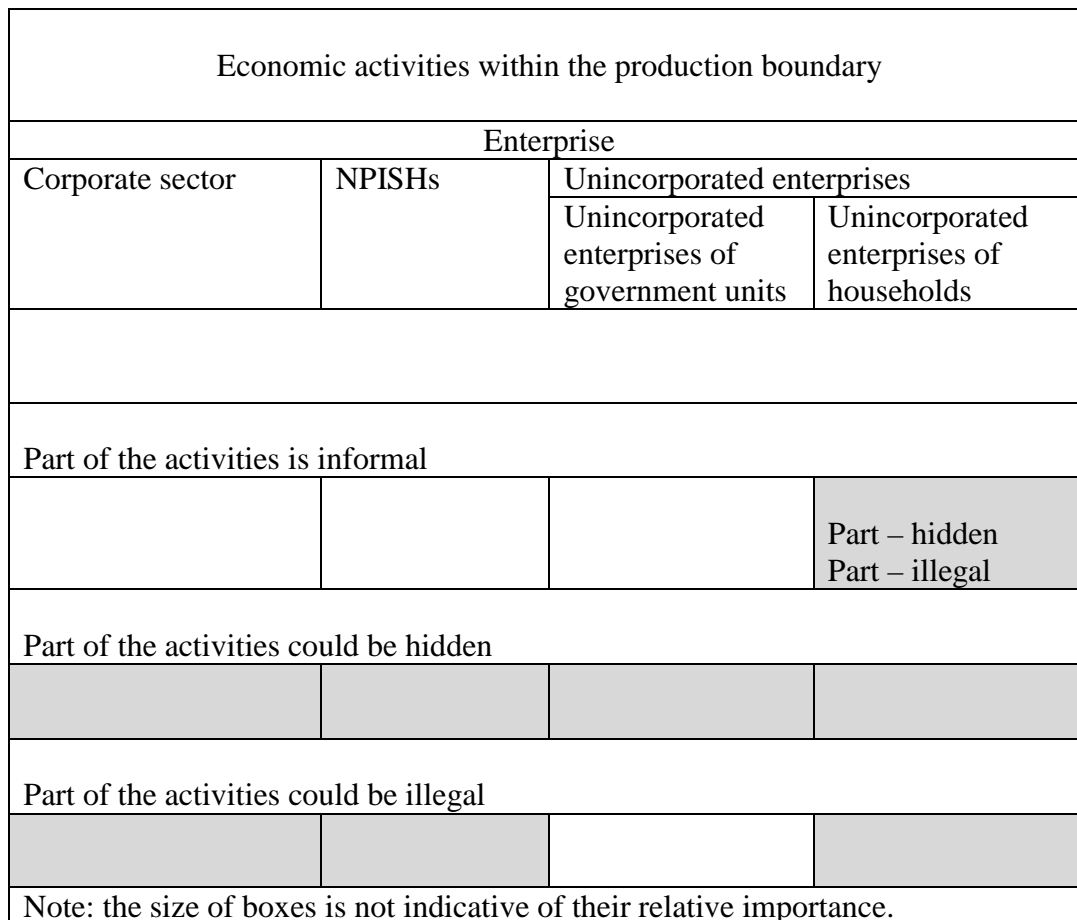 Economic activities within the production boundary
Enterprise
Corporate sector
NPISHs
Unincorporated enterprises
Unincorporated
enterprises of
government units
Unincorporated
enterprises of
households
Part of the activities is informal
Part – hidden
Part – illegal
Part of the activities could be hidden
Part of the activities could be illegal
Note: the size of boxes is not indicative of their relative importance.